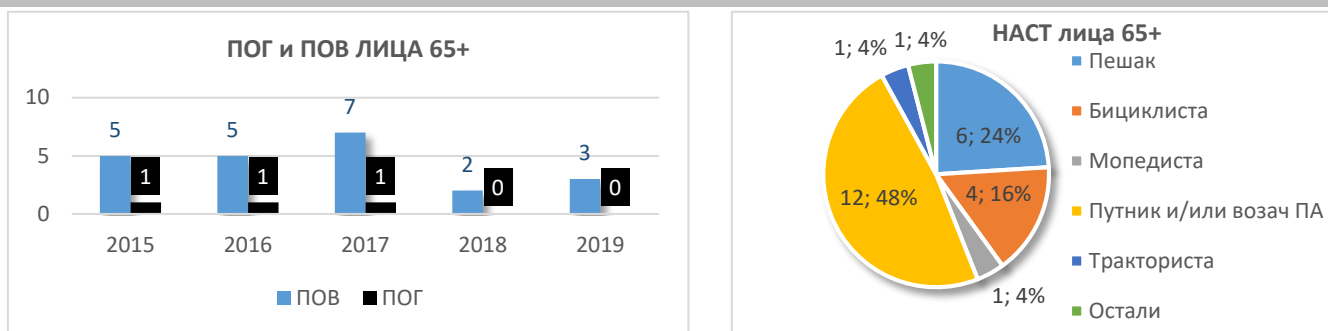 ПОГ и ПОВ ЛИЦА 65+
10
5
0
5
5
7
2
3
1
1
1
0
0
2015 2016 2017 2018 2019
ПОВ ПОГ
НАСТ лица 65+
1; 4%
1; 4%
6; 24%
12; 48%
4; 16%
1; 4%
Пешак
Бициклиста
Мопедиста
Путник и/или возач ПА
Тракториста
Остали